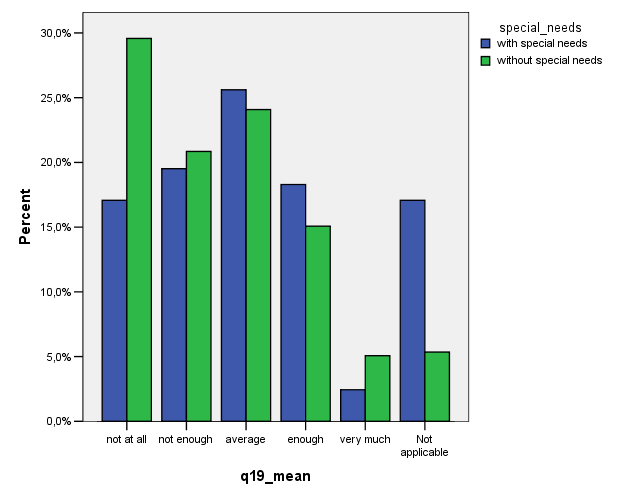 special_needs
with special needs
without special needs
Percent
30,0%
25,0%
20,0%
15,0%
10,0%
5,0%
0,0%
not at all
not enough
average
enough
very much
Not
applicable
q19_mean